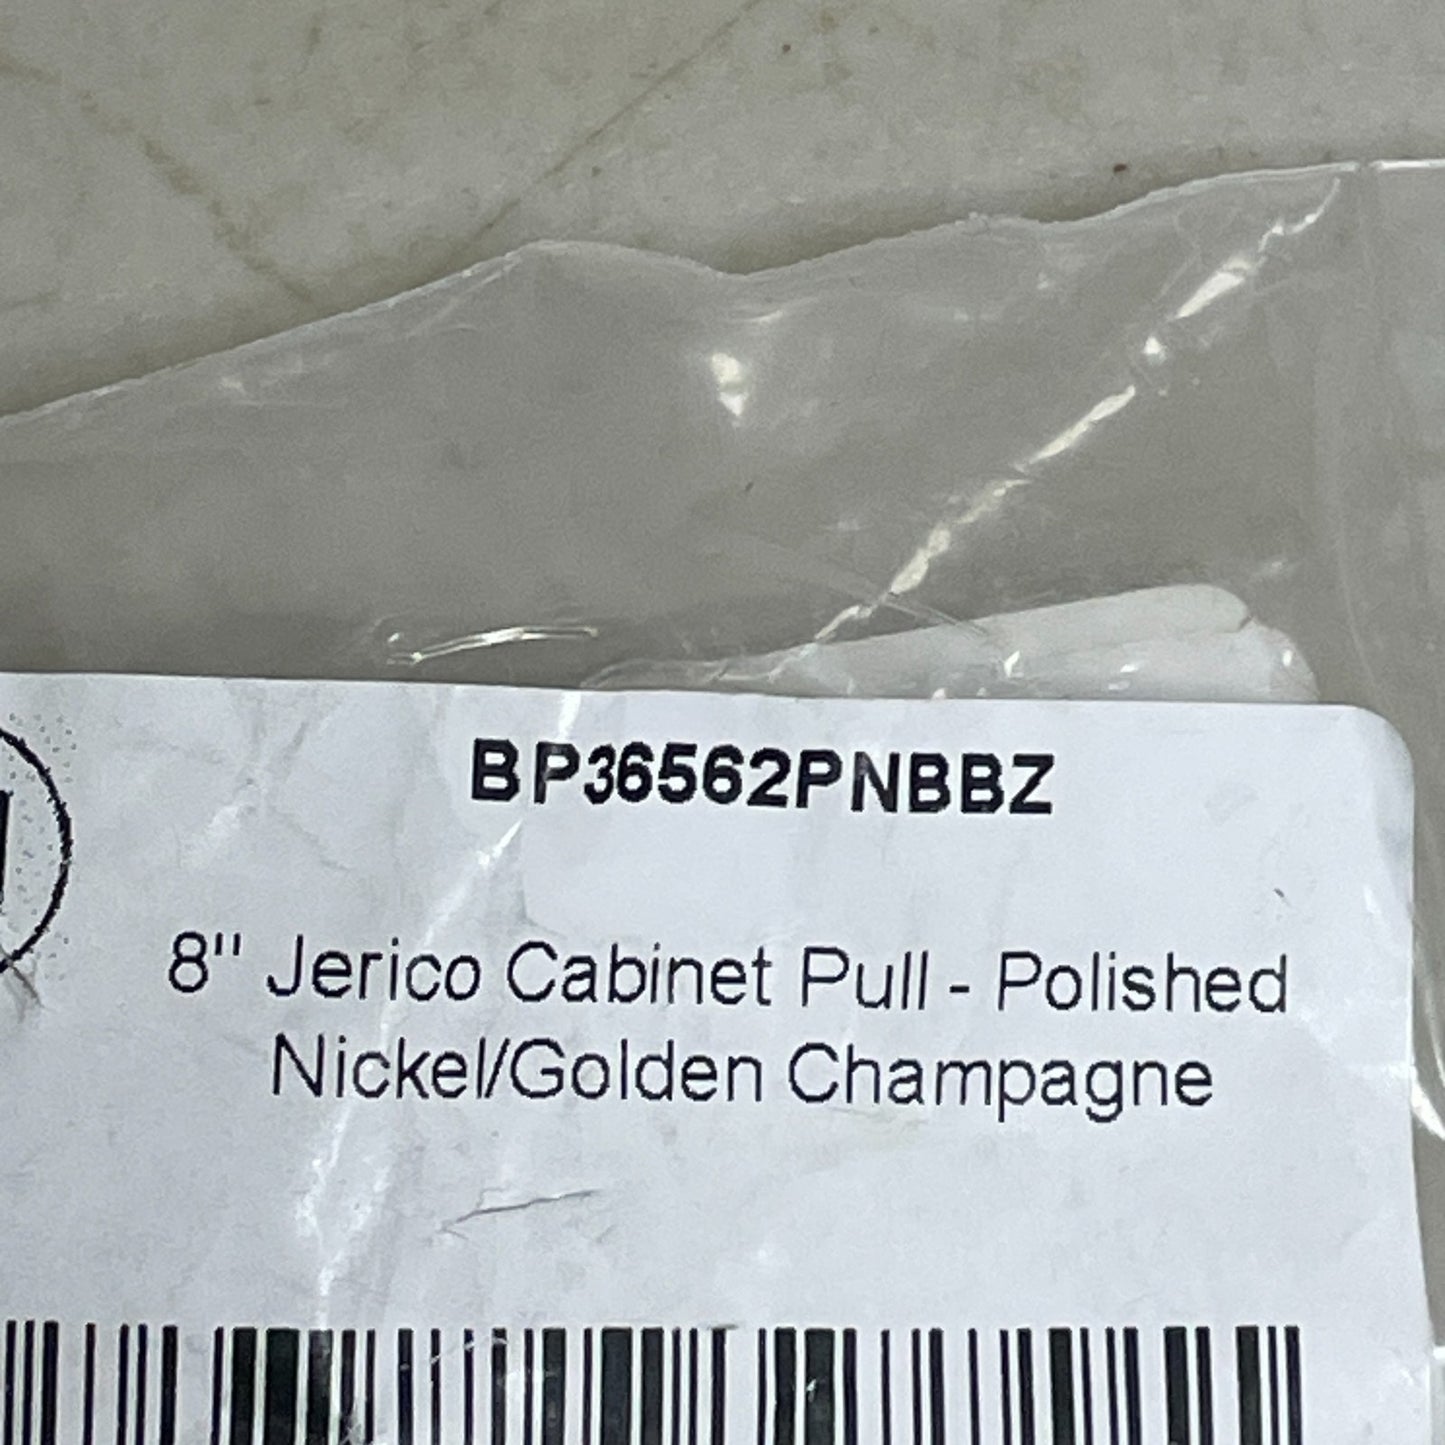 BP36562PNBBZ
8" Jerico Cabinet Pull - Polished
Nickel/Golden Champagne